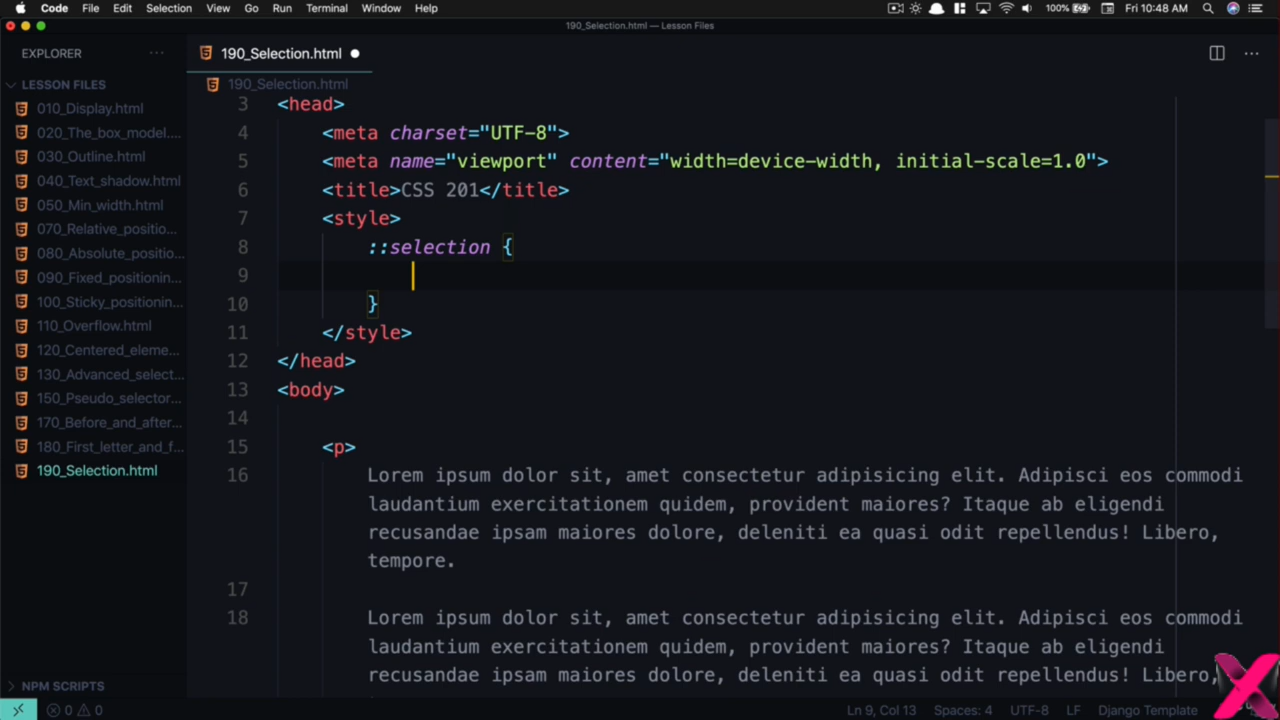 Code File Edit Selection View Go Run Terminal Window Help 100% Fri 10:48 AM
190_Selection.html — Lesson Files
EXPLORER
190_Selection.html
LESSON FILES
190_Selection.html
010_Display.html
020_The_box_model....
030_Outline.html
040_Text_shadow.html
050_Min_width.html
070_Relative_positio...
080_Absolute_positio...
090_Fixed_positionin...
100_Sticky_positionin...
110_Overflow.html
120_Centered_eleme...
130_Advanced_select...
150_Pseudo_selector...
170_Before_and_after...
180_First_letter_and_f...
190_Selection.html
NPM SCRIPTS
3 <head>
4 <meta charset="UTF-8">
5 <meta name="viewport" content="width=device-width, initial-scale=1.0">
6 <title>CSS 201</title>
7 <style>
8 ::selection {
9
10 }
11 </style>
12 </head>
13 <body>
14
15 <p>
16 Lorem ipsum dolor sit, amet consectetur adipisicing elit. Adipisci eos commodi
laudantium exercitationem quidem, provident maiores? Itaque ab eligendi
recusandae ipsam maiores dolore, deleniti ea quasi odit repellendus! Libero,
tempore.
17
18 Lorem ipsum dolor sit, amet consectetur adipisicing elit. Adipisci eos commodi
laudantium exercitationem quidem, provident maiores? Itaque ab eligendi
recusandae ipsam maiores dolore, deleniti ea quasi odit repellendus! Libero,
0 0 Ln 9, Col 13 Spaces: 4 UTF-8 LF Django Template